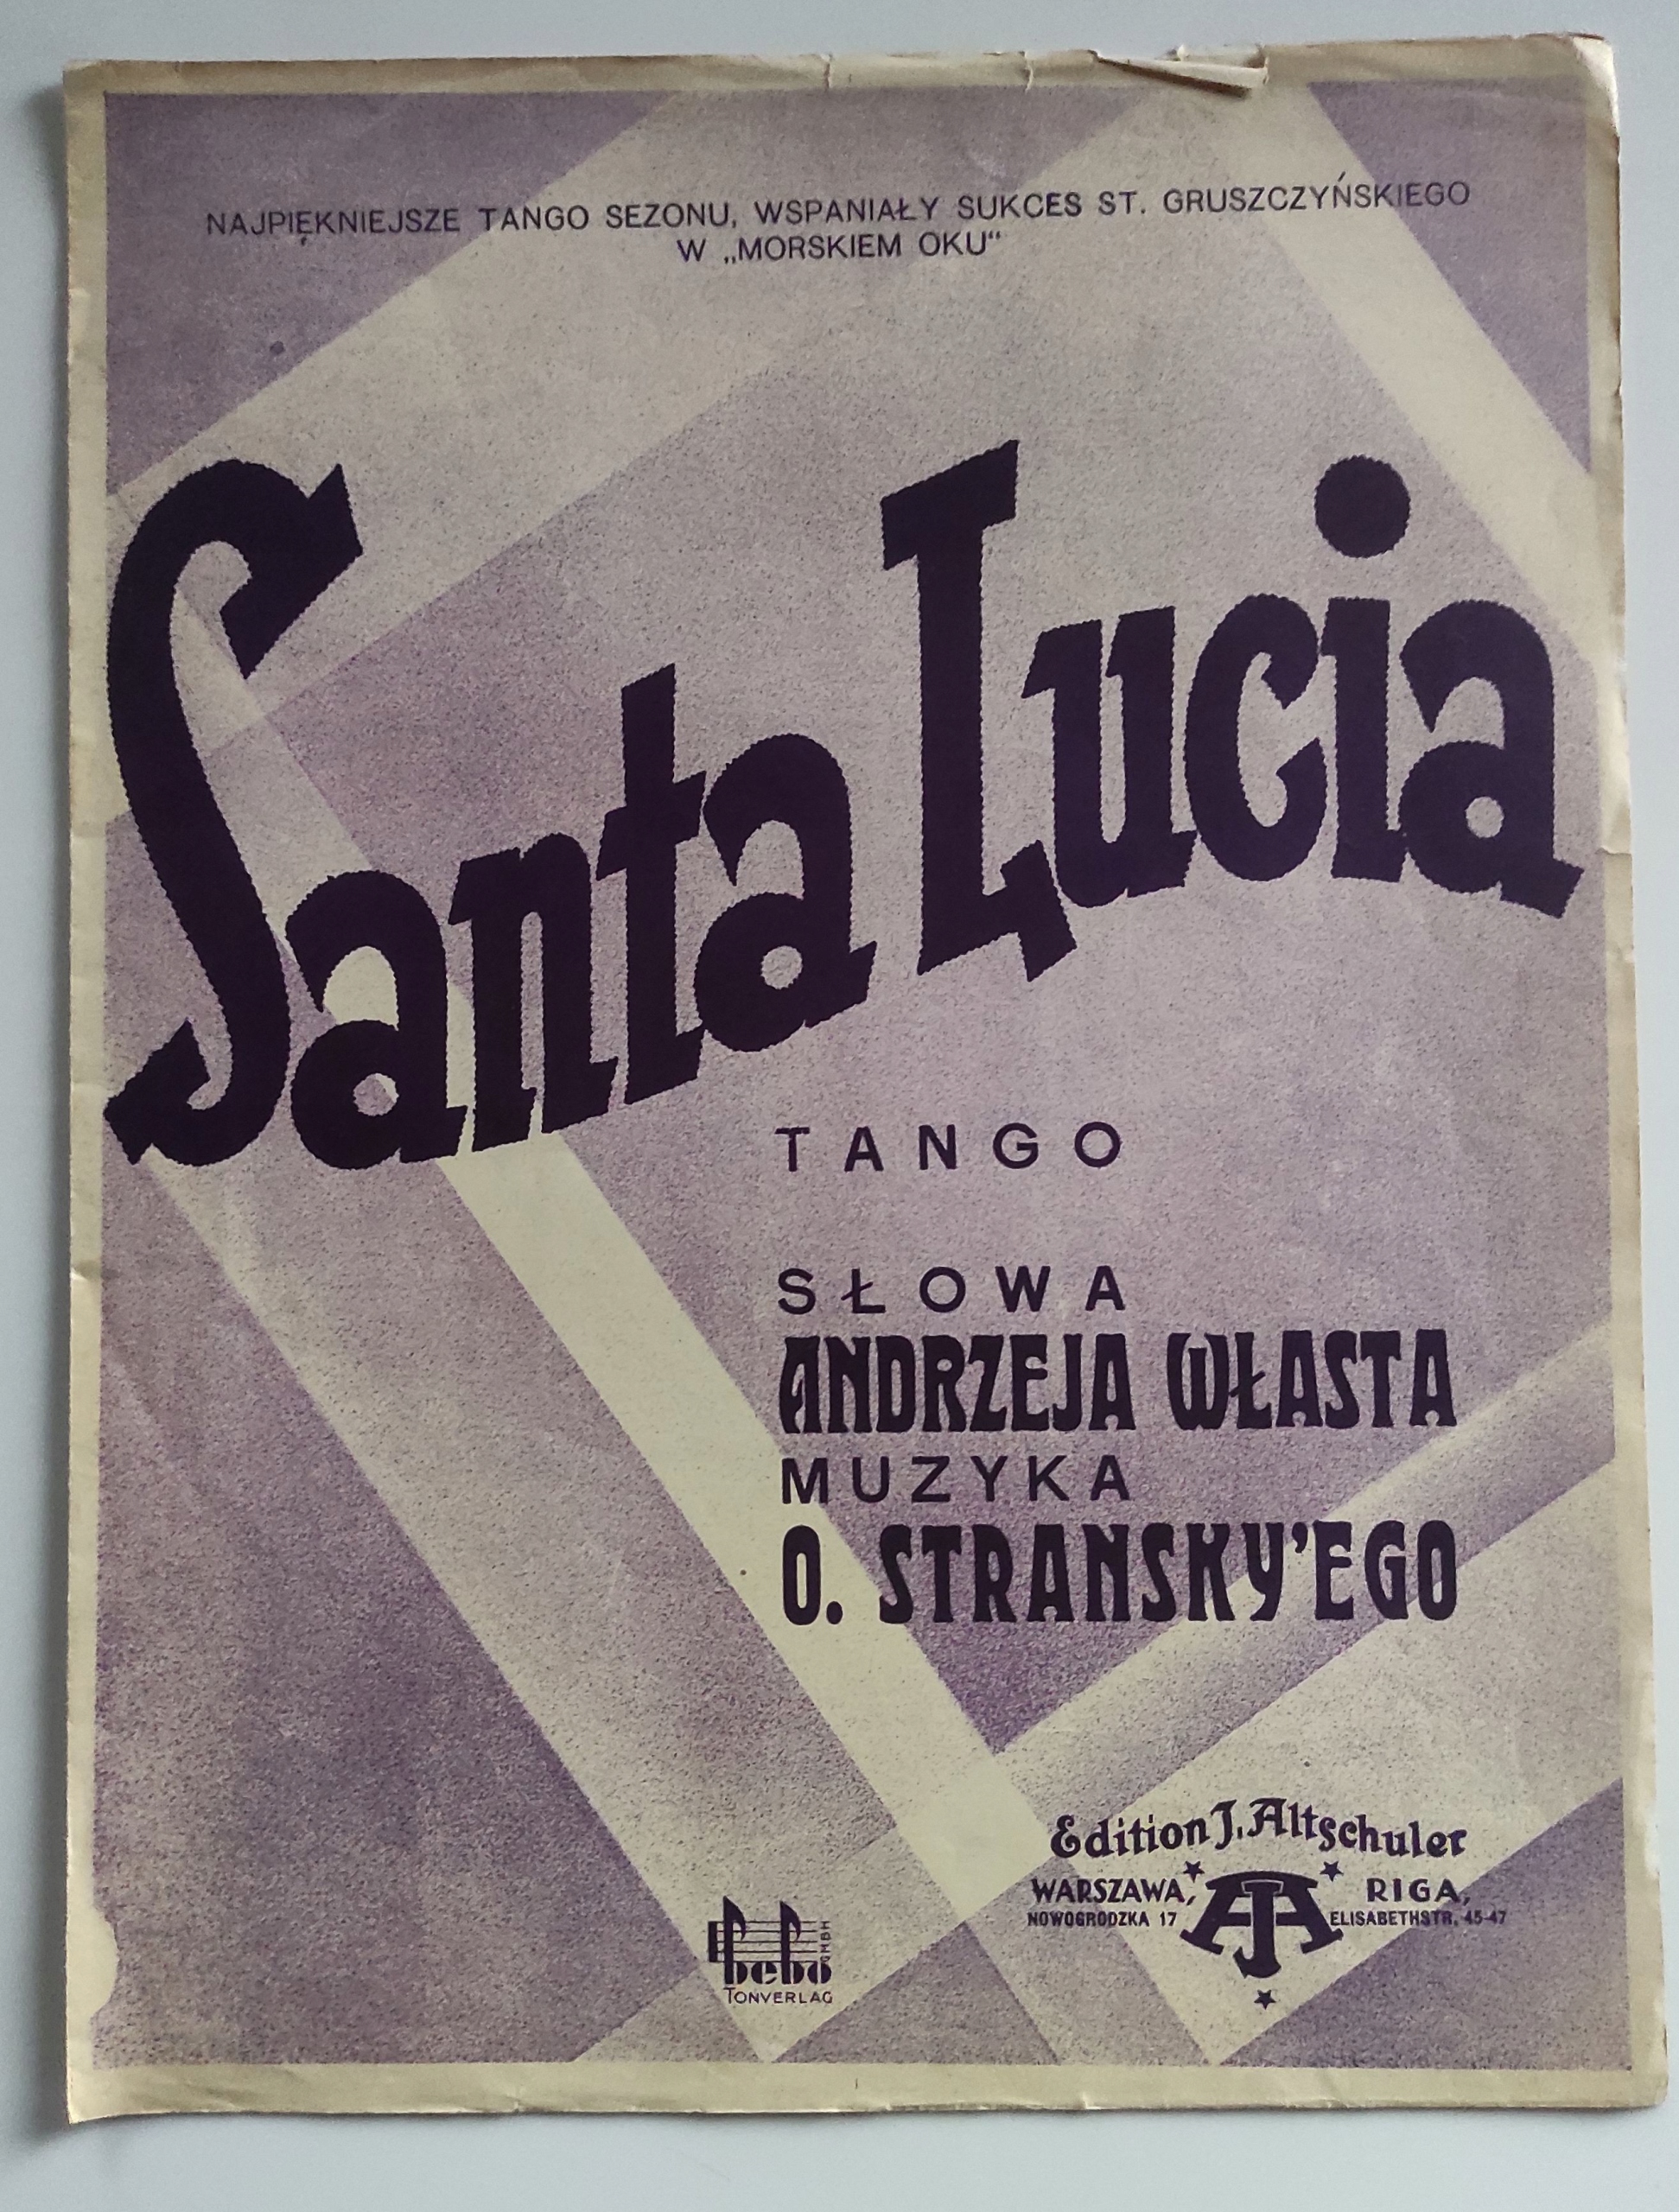 NAJPIĘKNIEJSZE TANGO SEZONU, WSPANIAŁY SUKCES ST. GRUSZCZYŃSKIEGO
W „MORSKIEM OKU“
Santa Lucia
TANGO
SŁOWA
ANDRZEJA WŁASTA
MUZYKA
O. STRANSKY'EGO
Edition J. Altschuler
WARSZAWA, RIGA,
NOWOGRODZKA 17 AJA ELISABETHSTR. 45-47
bebo GMBH
TONVERLAG